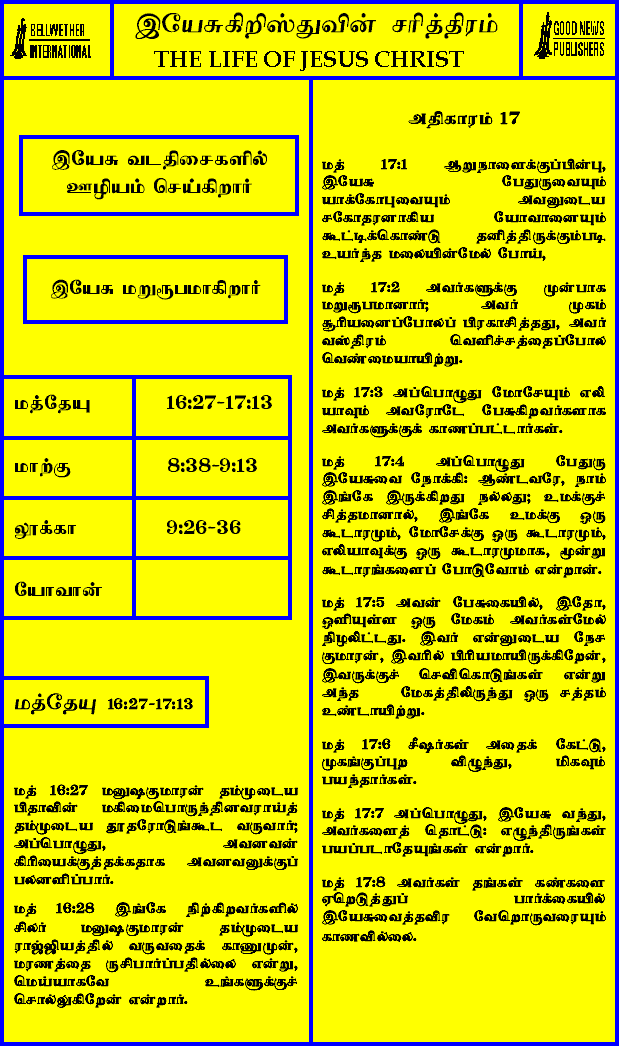 BELLWETHER
INTERNATIONAL
இயேசுகிறிஸ்துவின் சரித்திரம்
THE LIFE OF JESUS CHRIST
GOOD NEWS
PUBLISHERS
இயேசு வடதிசைகளில்
ஊழியம் செய்கிறார்
இயேசு மறுரூபமாகிறார்
மத்தேயு 16:27-17:13
மாற்கு 8:38-9:13
லூக்கா 9:26-36
யோவான்
மத்தேயு 16:27-17:13
மத் 16:27 மனுஷகுமாரன் தம்முடைய
பிதாவின் மகிமைபொருந்தினவராய்த்
தம்முடைய தூதரோடுங்கூட வருவார்;
அப்பொழுது, அவனவன்
கிரியைக்குத்தக்கதாக அவனவனுக்குப்
பலனளிப்பார்.
மத் 16:28 இங்கே நிற்கிறவர்களில்
சிலர் மனுஷகுமாரன் தம்முடைய
ராஜ்ஜியத்தில் வருவதைக் காணுமுன்,
மரணத்தை ருசிபார்ப்பதில்லை என்று,
மெய்யாகவே உங்களுக்குச்
சொல்லுகிறேன் என்றார்.
அதிகாரம் 17
மத் 17:1 ஆறுநாளைக்குப்பின்பு,
இயேசு பேதுருவையும்
யாக்கோபுவையும் அவனுடைய
சகோதரனாகிய யோவானையும்
கூட்டிக்கொண்டு தனித்திருக்கும்படி
உயர்ந்த மலையின்மேல் போய்,
மத் 17:2 அவர்களுக்கு முன்பாக
மறுரூபமானார்; அவர் முகம்
சூரியனைப்போலப் பிரகாசித்தது, அவர்
வஸ்திரம் வெளிச்சத்தைப்போல
வெண்மையாயிற்று.
மத் 17:3 அப்பொழுது மோசேயும் எலி
யாவும் அவரோடே பேசுகிறவர்களாக
அவர்களுக்குக் காணப்பட்டார்கள்.
மத் 17:4 அப்பொழுது பேதுரு
இயேசுவை நோக்கி: ஆண்டவரே, நாம்
இங்கே இருக்கிறது நல்லது; உமக்குச்
சித்தமானால், இங்கே உமக்கு ஒரு
கூடாரமும், மோசேக்கு ஒரு கூடாரமும்,
எலியாவுக்கு ஒரு கூடாரமுமாக, மூன்று
கூடாரங்களைப் போடுவோம் என்றான்.
மத் 17:5 அவன் பேசுகையில், இதோ,
ஒளியுள்ள ஒரு மேகம் அவர்கள்மேல்
நிழலிட்டது. இவர் என்னுடைய நேச
குமாரன், இவரில் பிரியமாயிருக்கிறேன்,
இவருக்குச் செவிகொடுங்கள் என்று
அந்த மேகத்திலிருந்து ஒரு சத்தம்
உண்டாயிற்று.
மத் 17:6 சீஷர்கள் அதைக் கேட்டு,
முகங்குப்புற விழுந்து, மிகவும்
பயந்தார்கள்.
மத் 17:7 அப்பொழுது, இயேசு வந்து,
அவர்களைத் தொட்டு: எழுந்திருங்கள்
பயப்படாதேயுங்கள் என்றார்.
மத் 17:8 அவர்கள் தங்கள் கண்களை
ஏறெடுத்துப் பார்க்கையில்
இயேசுவைத்தவிர வேறொருவரையும்
காணவில்லை.